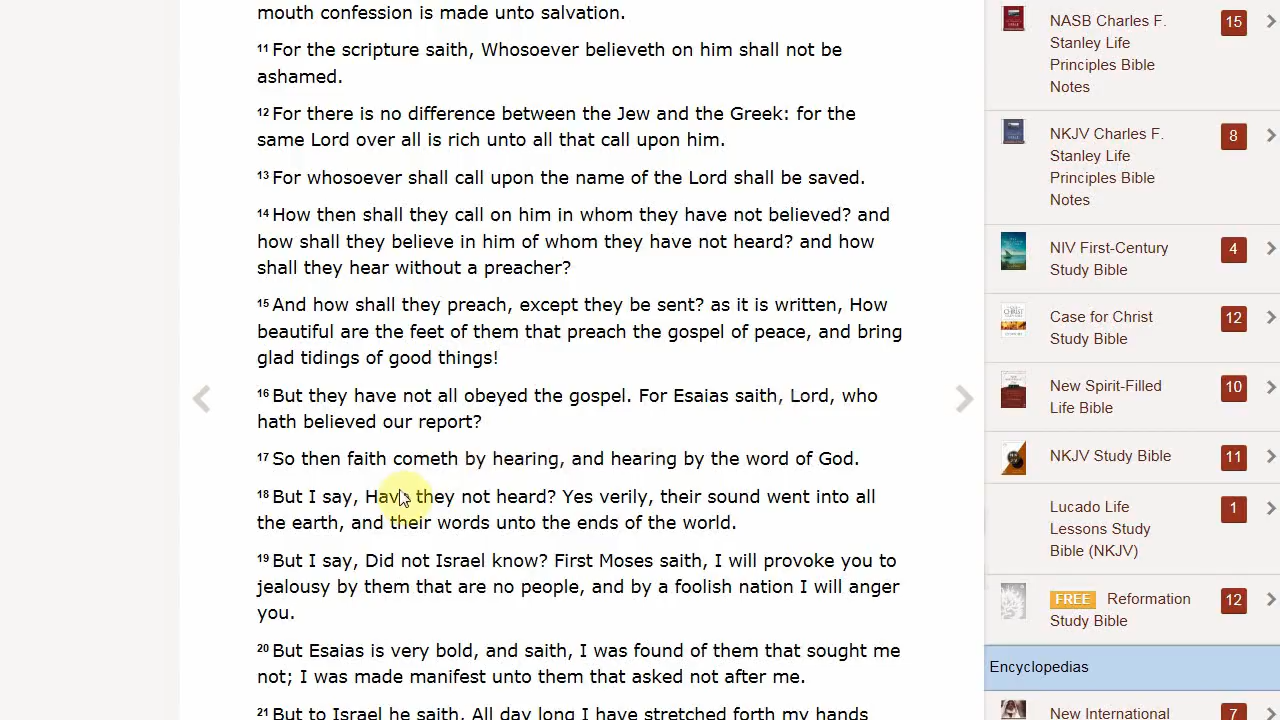 mouth confession is made unto salvation.
11 For the scripture saith, Whosoever believeth on him shall not be
ashamed.
12 For there is no difference between the Jew and the Greek: for the
same Lord over all is rich unto all that call upon him.
13 For whosoever shall call upon the name of the Lord shall be saved.
14 How then shall they call on him in whom they have not believed? and
how shall they believe in him of whom they have not heard? and how
shall they hear without a preacher?
15 And how shall they preach, except they be sent? as it is written, How
beautiful are the feet of them that preach the gospel of peace, and bring
glad tidings of good things!
16 But they have not all obeyed the gospel. For Esaias saith, Lord, who
hath believed our report?
17 So then faith cometh by hearing, and hearing by the word of God.
18 But I say, Have they not heard? Yes verily, their sound went into all
the earth, and their words unto the ends of the world.
19 But I say, Did not Israel know? First Moses saith, I will provoke you to
jealousy by them that are no people, and by a foolish nation I will anger
you.
20 But Esaias is very bold, and saith, I was found of them that sought me
not; I was made manifest unto them that asked not after me.
21 But to Israel he saith, All day long I have stretched forth my hands
NASB Charles F. 15
Stanley Life
Principles Bible
Notes
NKJV Charles F. 8
Stanley Life
Principles Bible
Notes
NIV First-Century 4
Study Bible
Case for Christ 12
Study Bible
New Spirit-Filled 10
Life Bible
NKJV Study Bible 11
Lucado Life 1
Lessons Study
Bible (NKJV)
FREE Reformation 12
Study Bible
Encyclopedias
New International 7